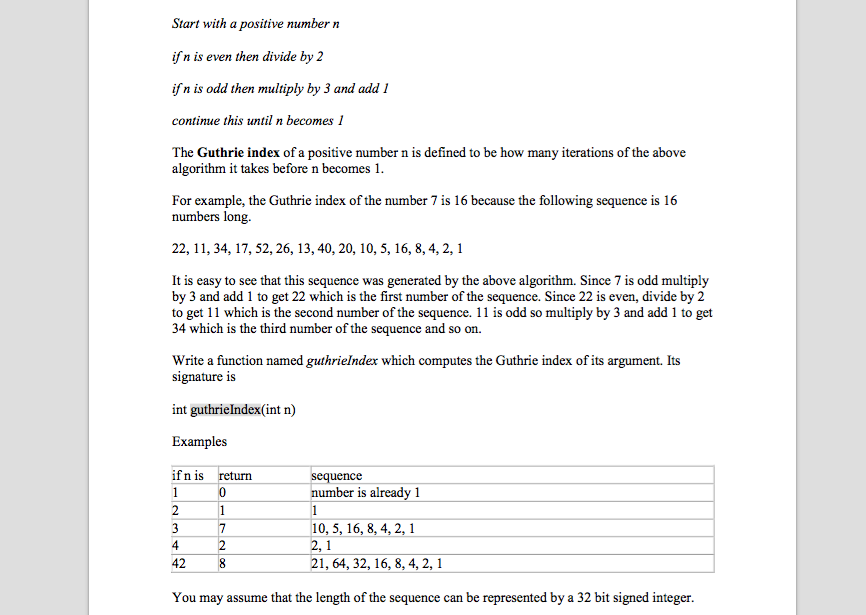 Start with a positive number n
if n is even then divide by 2
if n is odd then multiply by 3 and add 1
continue this until n becomes 1
The Guthrie index of a positive number n is defined to be how many iterations of the above
algorithm it takes before n becomes 1.
For example, the Guthrie index of the number 7 is 16 because the following sequence is 16
numbers long.
22, 11, 34, 17, 52, 26, 13, 40, 20, 10, 5, 16, 8, 4, 2, 1
It is easy to see that this sequence was generated by the above algorithm. Since 7 is odd multiply
by 3 and add 1 to get 22 which is the first number of the sequence. Since 22 is even, divide by 2
to get 11 which is the second number of the sequence. 11 is odd so multiply by 3 and add 1 to get
34 which is the third number of the sequence and so on.
Write a function named guthrieIndex which computes the Guthrie index of its argument. Its
signature is
int guthrieIndex(int n)
Examples
if n is return sequence
1 0 number is already 1
2 1 1
3 7 10, 5, 16, 8, 4, 2, 1
4 2 2, 1
42 8 21, 64, 32, 16, 8, 4, 2, 1
You may assume that the length of the sequence can be represented by a 32 bit signed integer.